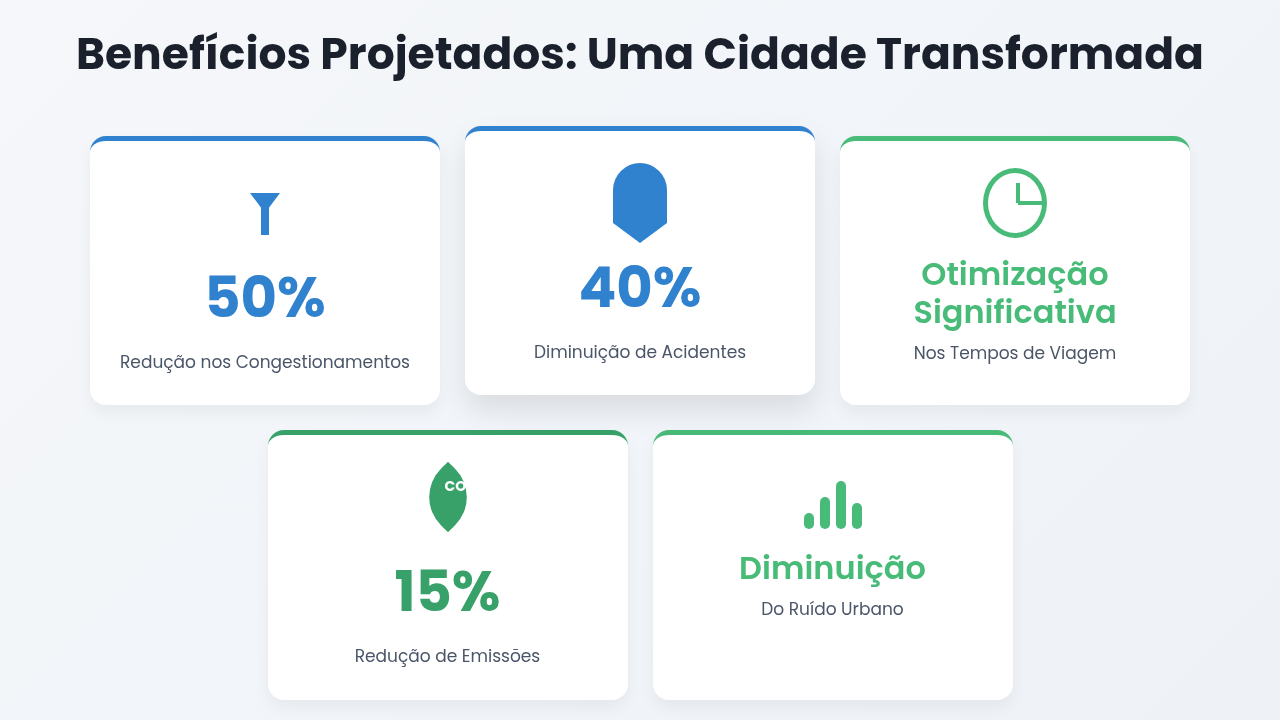 Benefícios Projetados: Uma Cidade Transformada
50%
Redução nos Congestionamentos
40%
Diminuição de Acidentes
Otimização
Significativa
Nos Tempos de Viagem
CO
15%
Redução de Emissões
Diminuição
Do Ruído Urbano